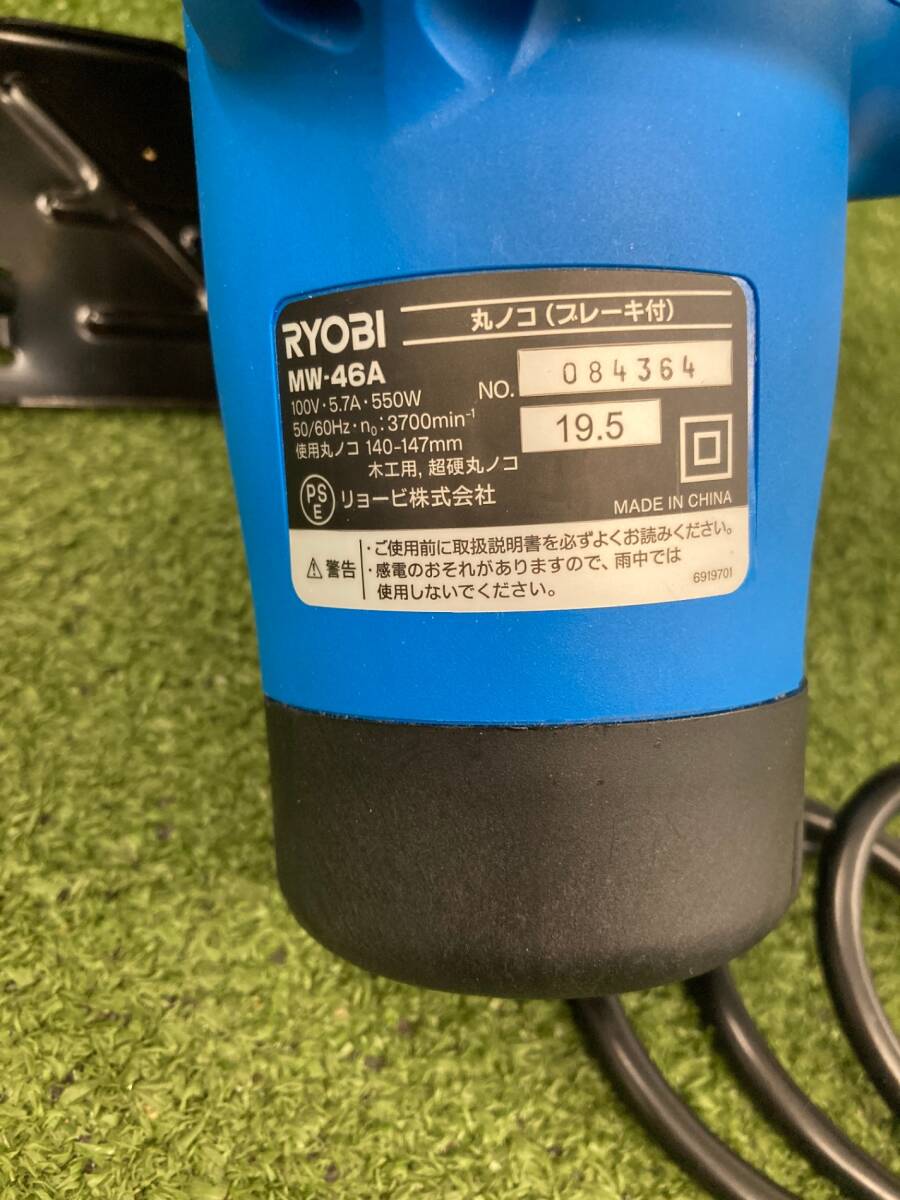 RYOBI
丸ノコ（ブレーキ付）
MW-46A
NO. 084364
100V・5.7A・550W
50/60Hz・n₀：3700min⁻¹
19.5
使用丸ノコ 140-147mm
木工用, 超硬丸ノコ
PS
E
リョービ株式会社
MADE IN CHINA
警告
・ご使用前に取扱説明書を必ずよくお読みください。
・感電のおそれがありますので、雨中では
使用しないでください。
6919701